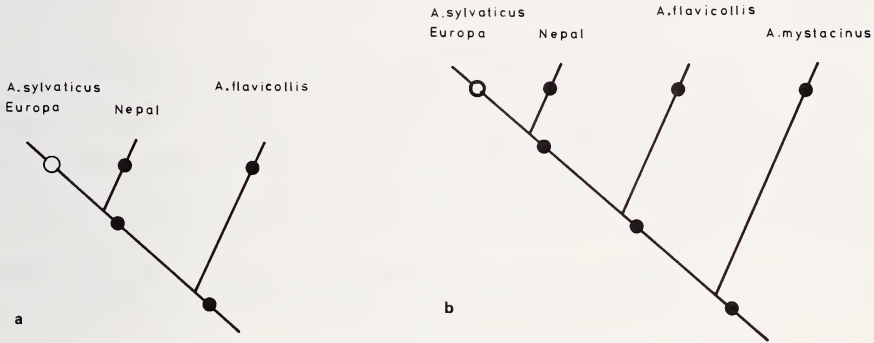 A.sylvaticus
Europa
Nepal
A.flavicollis
a
A.sylvaticus
Europa
Nepal
A.flavicollis
A.mystacinus
b